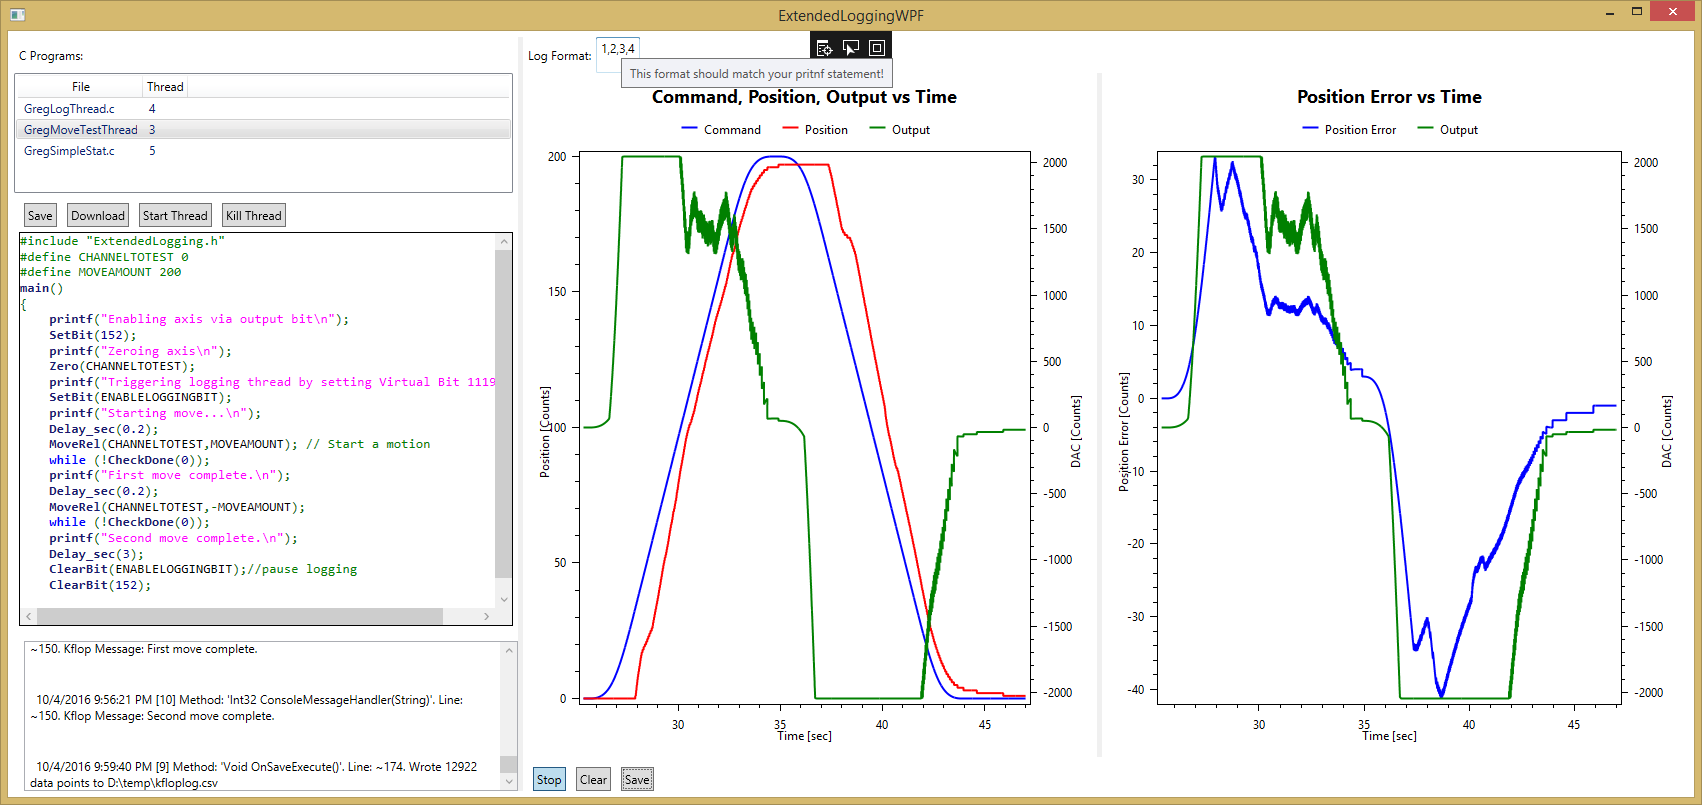 ExtendedLoggingWPF
C Programs:
File Thread
GregLogThread.c 4
GregMoveTestThread 3
GregSimpleStat.c 5
Save Download Start Thread Kill Thread
#include "ExtendedLogging.h"
#define CHANNELTOTEST 0
#define MOVEAMOUNT 200
main()
{
printf("Enabling axis via output bit\n");
SetBit(152);
printf("Zeroing axis\n");
Zero(CHANNELTOTEST);
printf("Triggering logging thread by setting Virtual Bit 1119
SetBit(ENABLELOGGINGBIT);
printf("Starting move...\n");
Delay_sec(0.2);
MoveRel(CHANNELTOTEST,MOVEAMOUNT); // Start a motion
while (!CheckDone(0));
printf("First move complete.\n");
Delay_sec(0.2);
MoveRel(CHANNELTOTEST,-MOVEAMOUNT);
while (!CheckDone(0));
printf("Second move complete.\n");
Delay_sec(3);
ClearBit(ENABLELOGGINGBIT);//pause logging
ClearBit(152);
~150. Kflop Message: First move complete.
10/4/2016 9:56:21 PM [10] Method: 'Int32 ConsoleMessageHandler(String)'. Line:
~150. Kflop Message: Second move complete.
10/4/2016 9:59:40 PM [9] Method: 'Void OnSaveExecute()'. Line: ~174. Wrote 12922
data points to D:\temp\kfloplog.csv
Log Format: 1,2,3,4
This format should match your pritnf statement!
Command, Position, Output vs Time
Command Position Output
Position [Counts]
200
150
100
50
0
30 35 40 45
Time [sec]
2000
1500
1000
500
0
-500
-1000
-1500
-2000
DAC [Counts]
Position Error vs Time
Position Error Output
Position Error [Counts]
30
20
10
0
-10
-20
-30
-40
30 35 40 45
Time [sec]
2000
1500
1000
500
0
-500
-1000
-1500
-2000
DAC [Counts]
Stop Clear Save